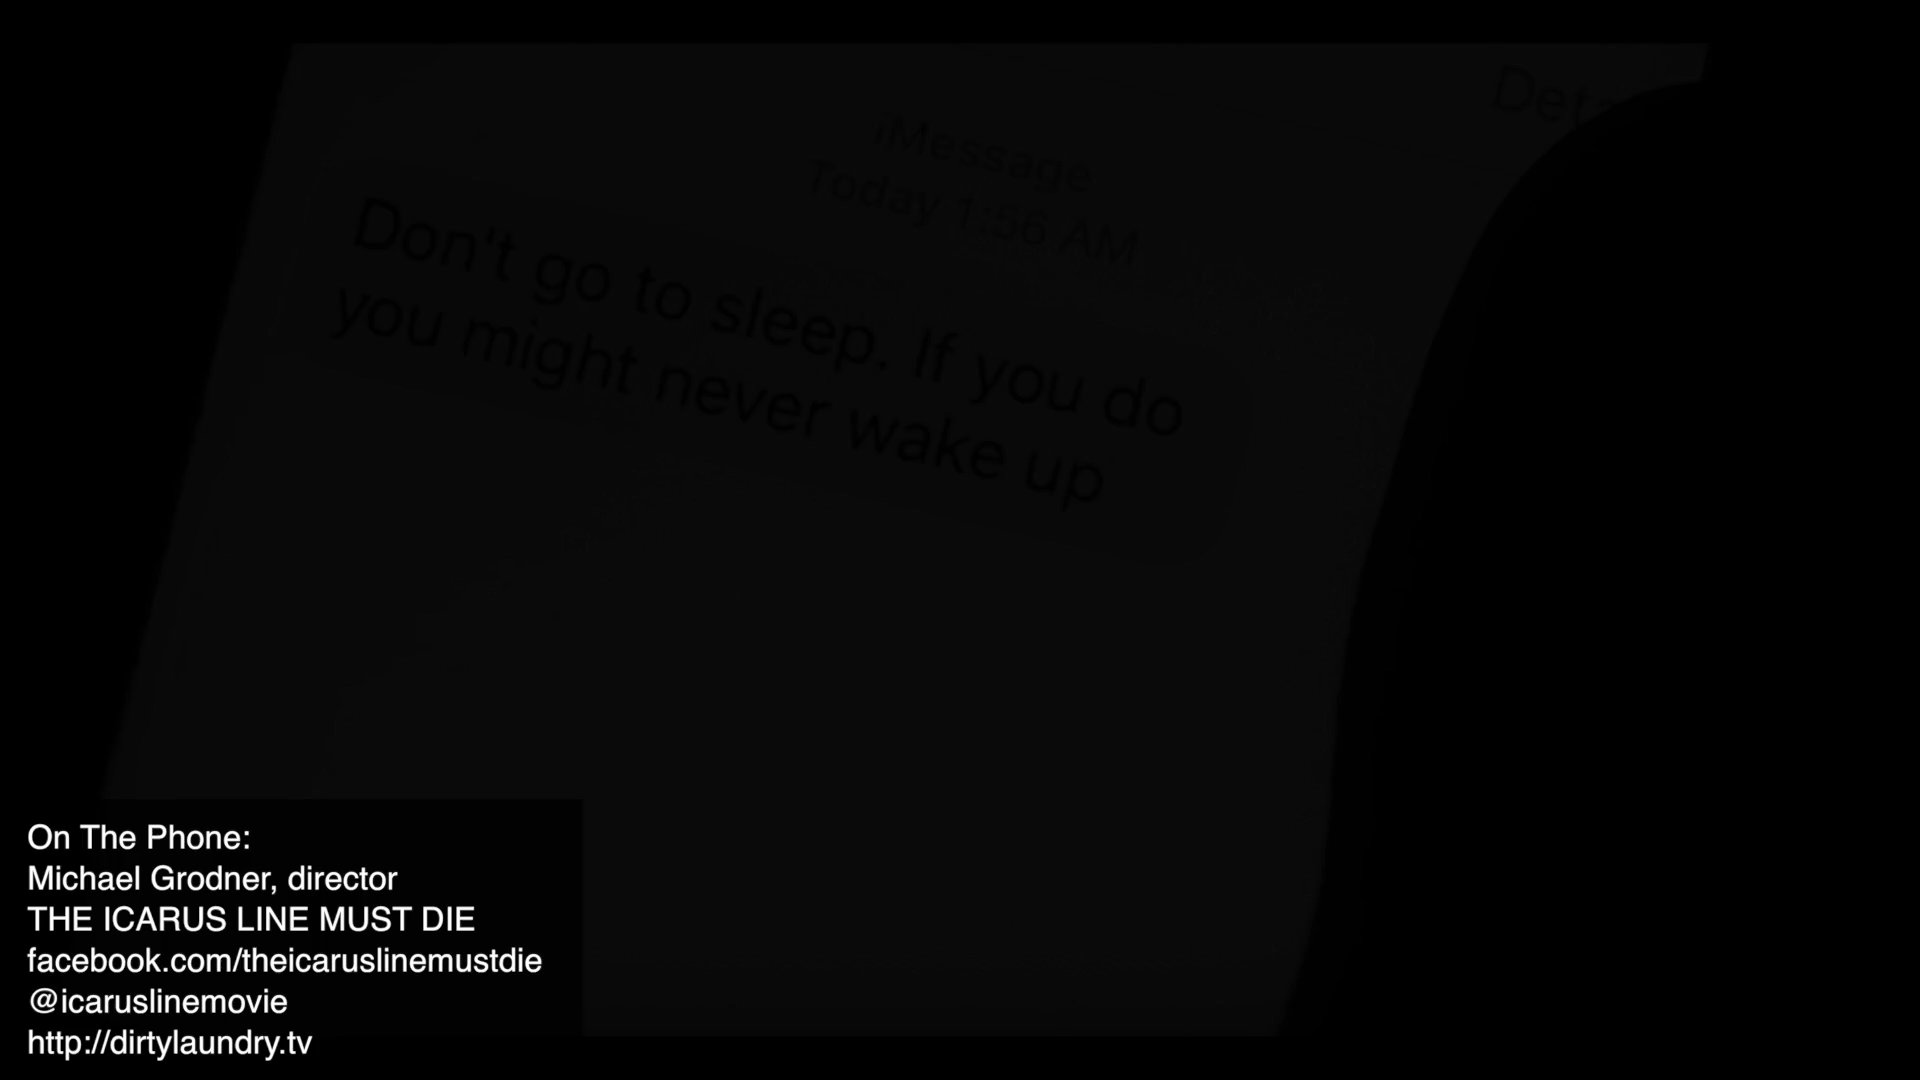 Deta
iMessage
Today 1:56 AM
Don't go to sleep. If you do
you might never wake up
On The Phone:
Michael Grodner, director
THE ICARUS LINE MUST DIE
facebook.com/theicaruslinemustdie
@icaruslinemovie
http://dirtylaundry.tv